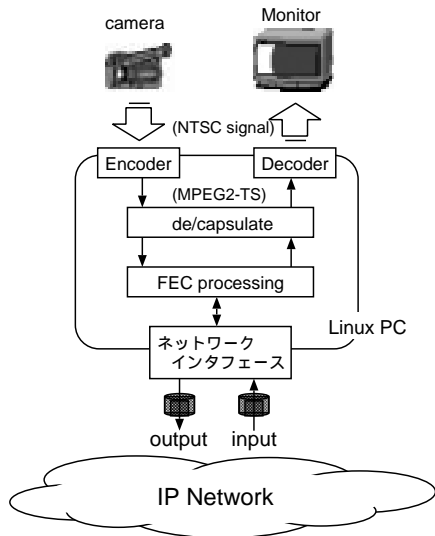 camera
Monitor
(NTSC signal)
Encoder
Decoder
(MPEG2-TS)
de/capsulate
FEC processing
Linux PC
ネットワーク
インタフェース
output
input
IP Network